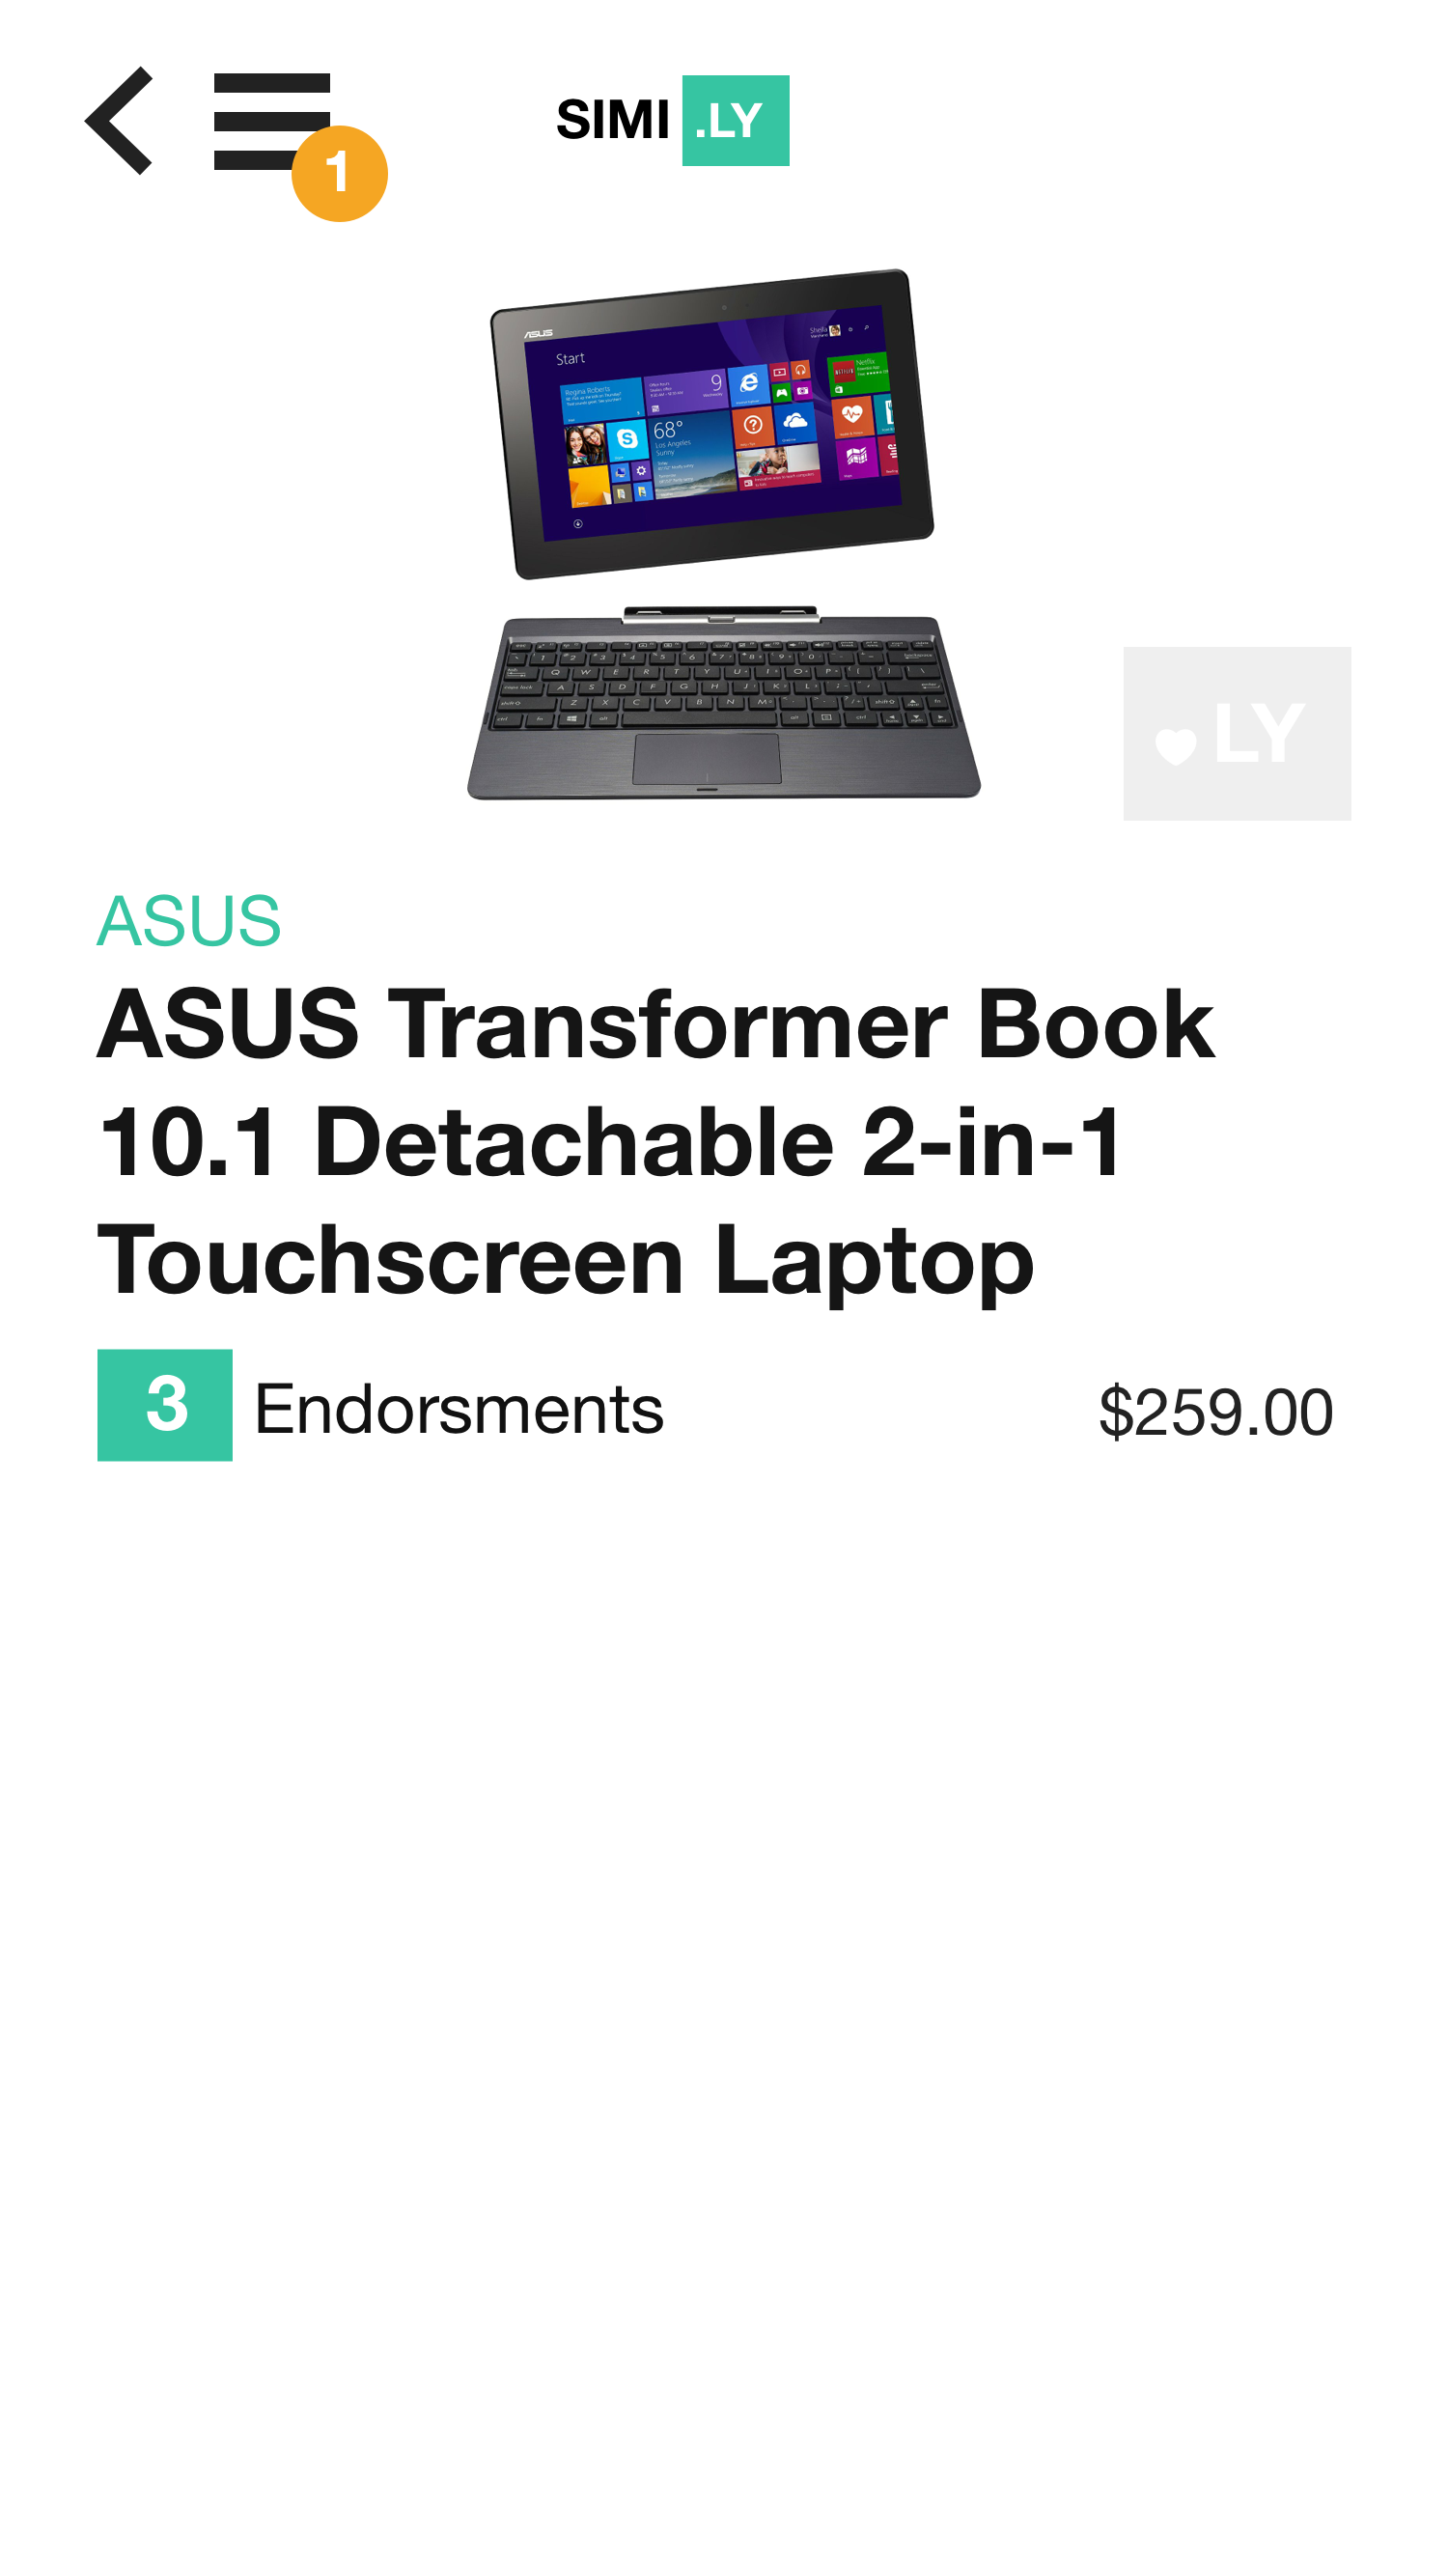 1
SIMI .LY
ASUS
Start
Regina Roberts
9
68°
Los Angeles
Sunny
Netflix
LY
ASUS
ASUS Transformer Book
10.1 Detachable 2-in-1
Touchscreen Laptop
3 Endorsments $259.00